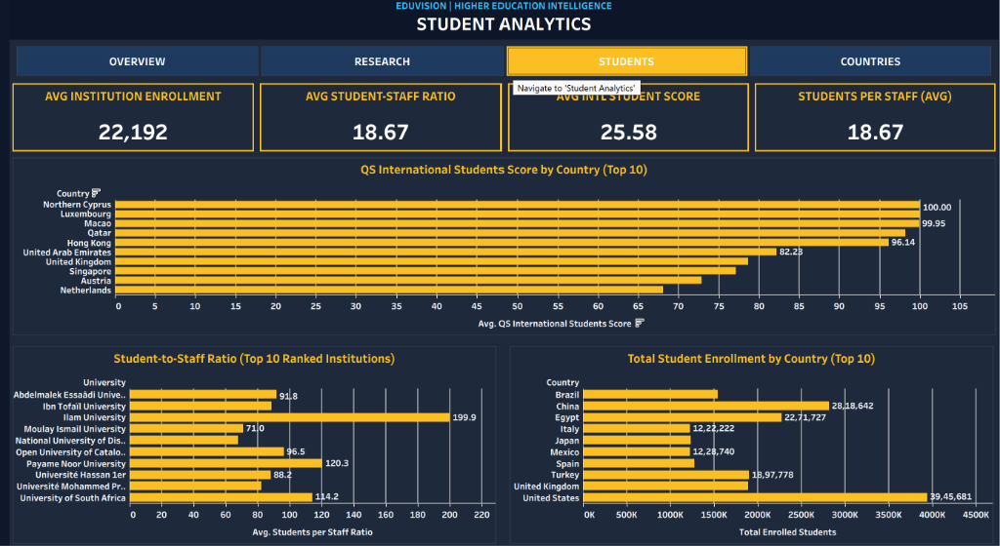 EDUVISION | HIGHER EDUCATION INTELLIGENCE
STUDENT ANALYTICS
OVERVIEW RESEARCH STUDENTS COUNTRIES
Navigate to 'Student Analytics'
AVG INSTITUTION ENROLLMENT AVG STUDENT-STAFF RATIO AVG INTL STUDENT SCORE STUDENTS PER STAFF (AVG)
22,192 18.67 25.58 18.67
QS International Students Score by Country (Top 10)
Country
Northern Cyprus 100.00
Luxembourg
Macao 99.95
Qatar
Hong Kong 96.14
United Arab Emirates 82.23
United Kingdom
Singapore
Austria
Netherlands
0 5 10 15 20 25 30 35 40 45 50 55 60 65 70 75 80 85 90 95 100 105
Avg. QS International Students Score
Student-to-Staff Ratio (Top 10 Ranked Institutions)
University
Abdelmalek Essaâdi Unive.. 91.8
Ibn Tofaïl University
Ilam University 199.9
Moulay Ismail University 71.0
National University of Dis..
Open University of Catalo.. 96.5
Payame Noor University 120.3
Université Hassan 1er 88.2
Université Mohammed Pr..
University of South Africa 114.2
0 20 40 60 80 100 120 140 160 180 200 220
Avg. Students per Staff Ratio
Total Student Enrollment by Country (Top 10)
Country
Brazil
China 28,18,642
Egypt 22,71,727
Italy 12,22,222
Japan
Mexico 12,28,740
Spain
Turkey 18,97,778
United Kingdom
United States 39,45,681
0K 500K 1000K 1500K 2000K 2500K 3000K 3500K 4000K 4500K
Total Enrolled Students